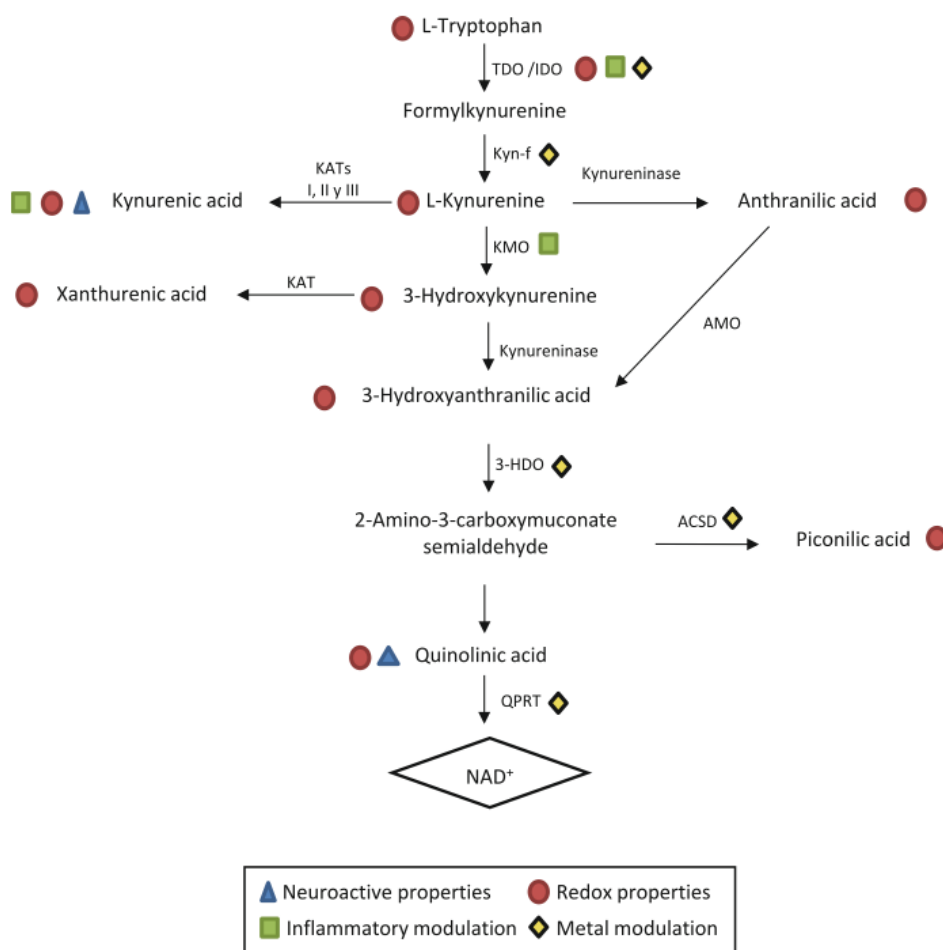 L-Tryptophan
TDO /IDO
Formylkynurenine
Kyn-f
KATs
I, II y III
Kynureninase
Kynurenic acid
L-Kynurenine
Anthranilic acid
KMO
Xanthurenic acid
KAT
3-Hydroxykynurenine
AMO
Kynureninase
3-Hydroxyanthranilic acid
3-HDO
2-Amino-3-carboxymuconate
semialdehyde
ACSD
Piconilic acid
Quinolinic acid
QPRT
NAD⁺
Neuroactive properties
Redox properties
Inflammatory modulation
Metal modulation